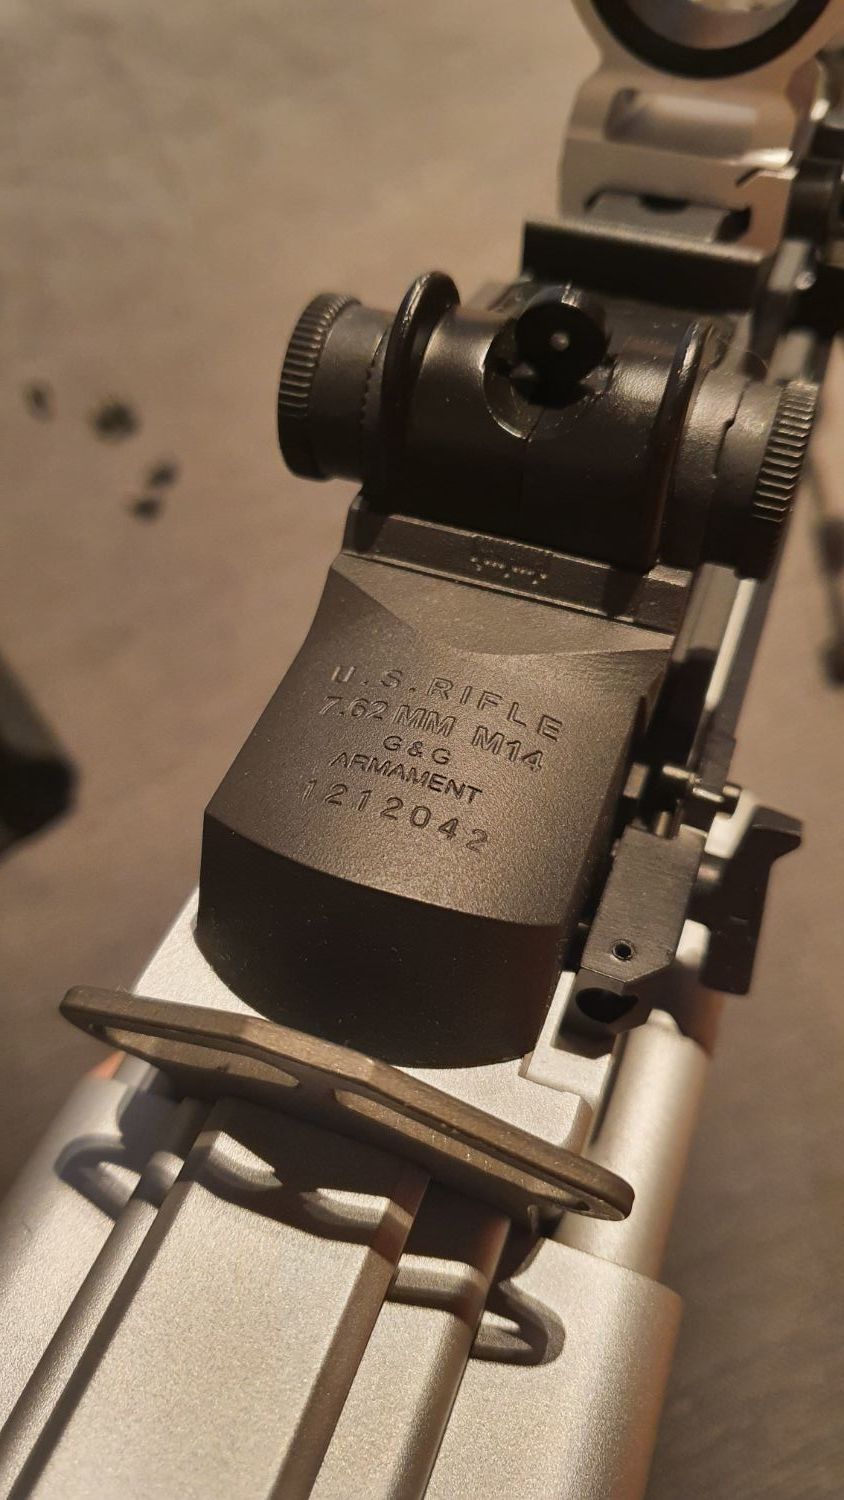 U.S.RIFLE
7.62 MM M14
G&G
ARMAMENT
1212042